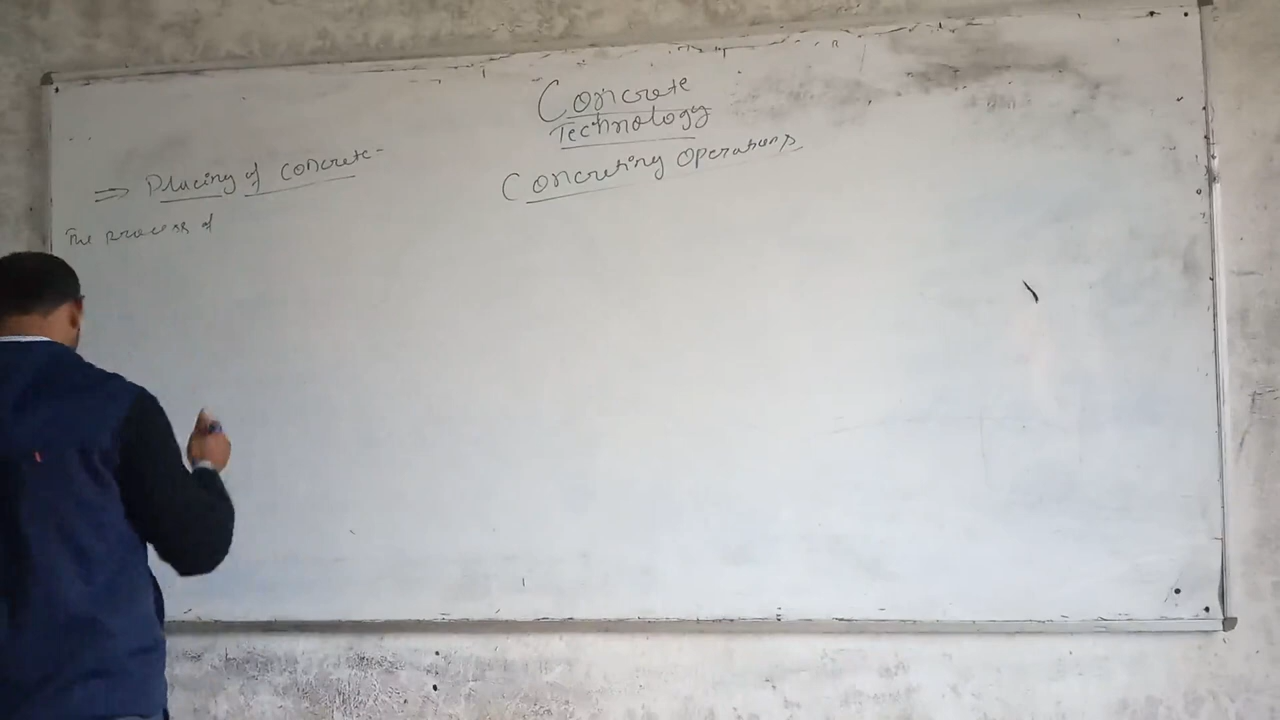 Concrete
Technology
Concreting Operations
⇒ Placing of concrete-
The process of